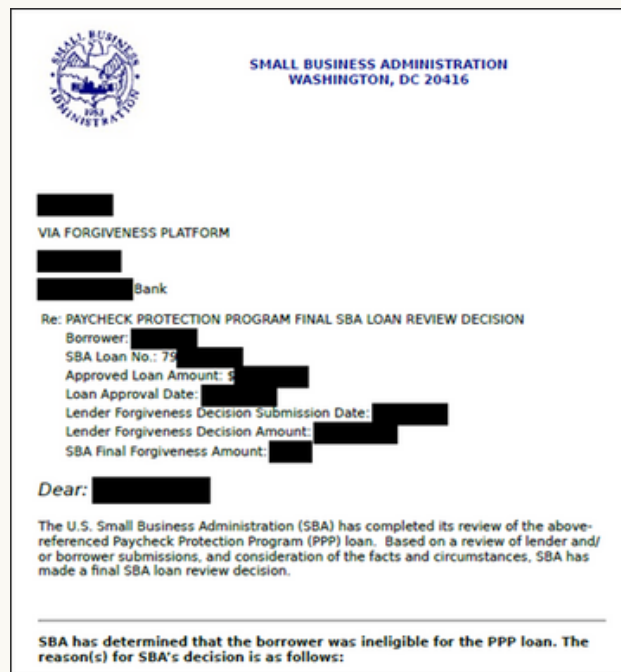 SMALL BUSINESS
ADMINISTRATION
1953
SMALL BUSINESS ADMINISTRATION
WASHINGTON, DC 20416
VIA FORGIVENESS PLATFORM
Bank
Re: PAYCHECK PROTECTION PROGRAM FINAL SBA LOAN REVIEW DECISION
Borrower:
SBA Loan No.: 79
Approved Loan Amount: $
Loan Approval Date:
Lender Forgiveness Decision Submission Date:
Lender Forgiveness Decision Amount:
SBA Final Forgiveness Amount:
Dear:
The U.S. Small Business Administration (SBA) has completed its review of the above-
referenced Paycheck Protection Program (PPP) loan. Based on a review of lender and/
or borrower submissions, and consideration of the facts and circumstances, SBA has
made a final SBA loan review decision.
SBA has determined that the borrower was ineligible for the PPP loan. The
reason(s) for SBA's decision is as follows: